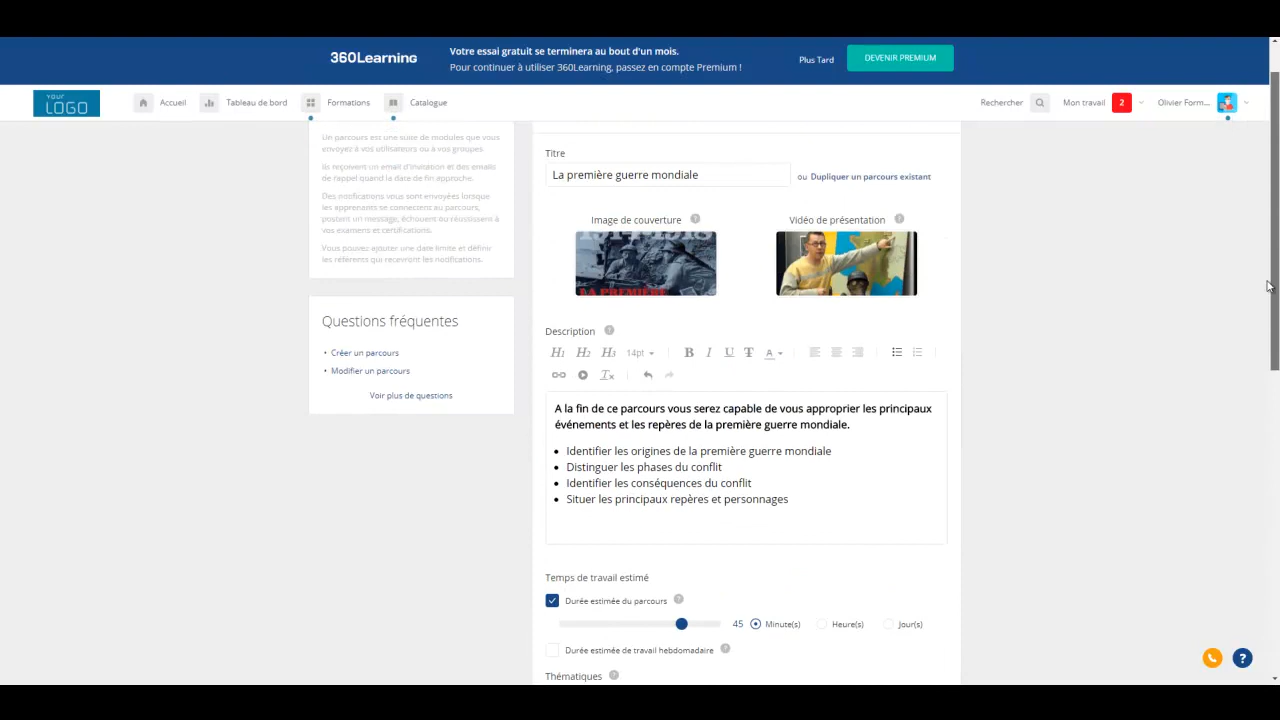 360Learning
Votre essai gratuit se terminera au bout d'un mois.
Pour continuer à utiliser 360Learning, passez en compte Premium !
Plus Tard
DEVENIR PREMIUM
YOUR
LOGO
Accueil
Tableau de bord
Formations
Catalogue
Rechercher
Mon travail
2
Olivier Form...
Un parcours est une suite de modules que vous
envoyez à vos utilisateurs ou à vos groupes.
Ils reçoivent un email d'invitation et des emails
de rappel quand la date de fin approche.
Des notifications vous sont envoyées lorsque
les apprenants se connectent au parcours,
postent un message, échouent ou réussissent à
vos examens et certifications.
Vous pouvez ajouter une date limite et définir
les référents qui recevront les notifications.
Questions fréquentes
• Créer un parcours
• Modifier un parcours
Voir plus de questions
Titre
La première guerre mondiale
ou Dupliquer un parcours existant
Image de couverture ?
Vidéo de présentation ?
LA PREMIÈRE
Description ?
H1 H2 H3 14pt B I U T A
Tx
A la fin de ce parcours vous serez capable de vous approprier les principaux
événements et les repères de la première guerre mondiale.
• Identifier les origines de la première guerre mondiale
• Distinguer les phases du conflit
• Identifier les conséquences du conflit
• Situer les principaux repères et personnages
Temps de travail estimé
Durée estimée du parcours ?
45 Minute(s) Heure(s) Jour(s)
Durée estimée de travail hebdomadaire ?
Thématiques ?
?